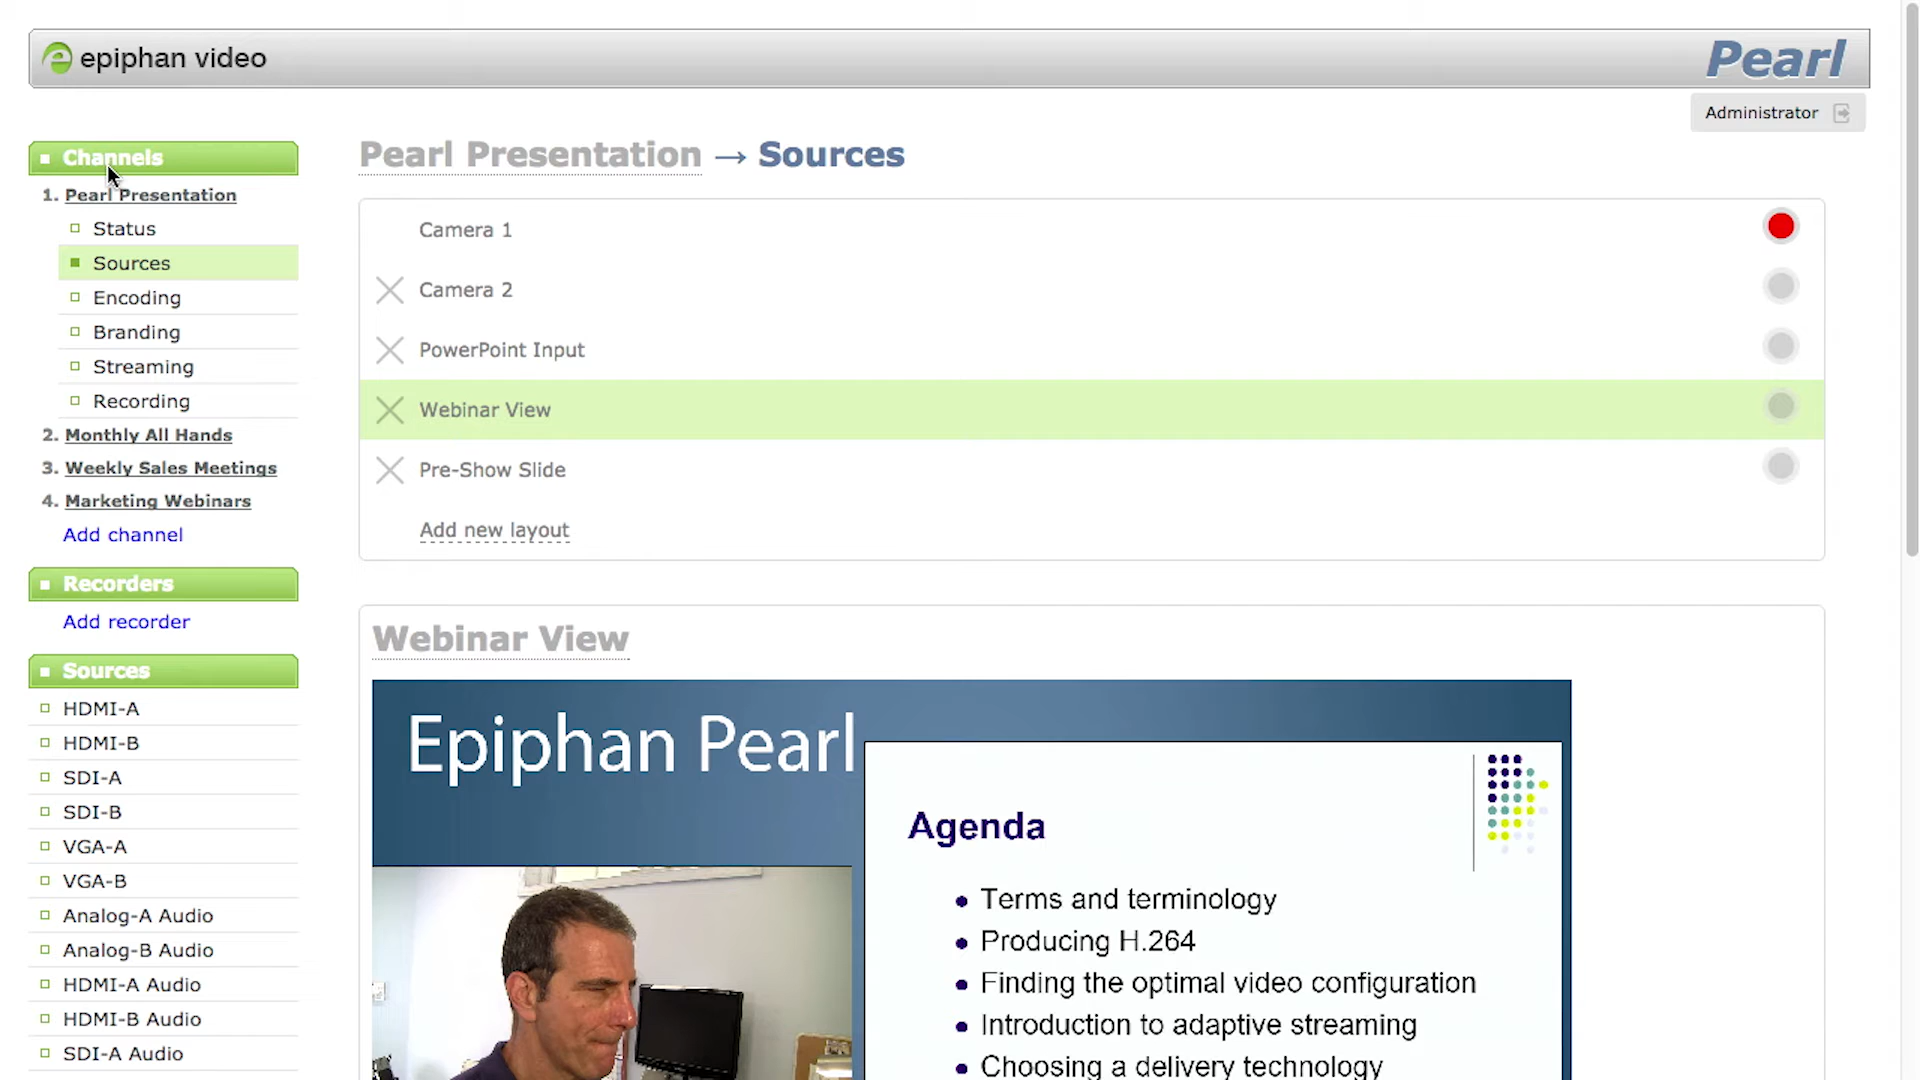 epiphan video
Pearl
Administrator
Channels
1. Pearl Presentation
Status
Sources
Encoding
Branding
Streaming
Recording
2. Monthly All Hands
3. Weekly Sales Meetings
4. Marketing Webinars
Add channel
Recorders
Add recorder
Sources
HDMI-A
HDMI-B
SDI-A
SDI-B
VGA-A
VGA-B
Analog-A Audio
Analog-B Audio
HDMI-A Audio
HDMI-B Audio
SDI-A Audio
Pearl Presentation → Sources
Camera 1
Camera 2
PowerPoint Input
Webinar View
Pre-Show Slide
Add new layout
Webinar View
Epiphan Pearl
Agenda
• Terms and terminology
• Producing H.264
• Finding the optimal video configuration
• Introduction to adaptive streaming
• Choosing a delivery technology